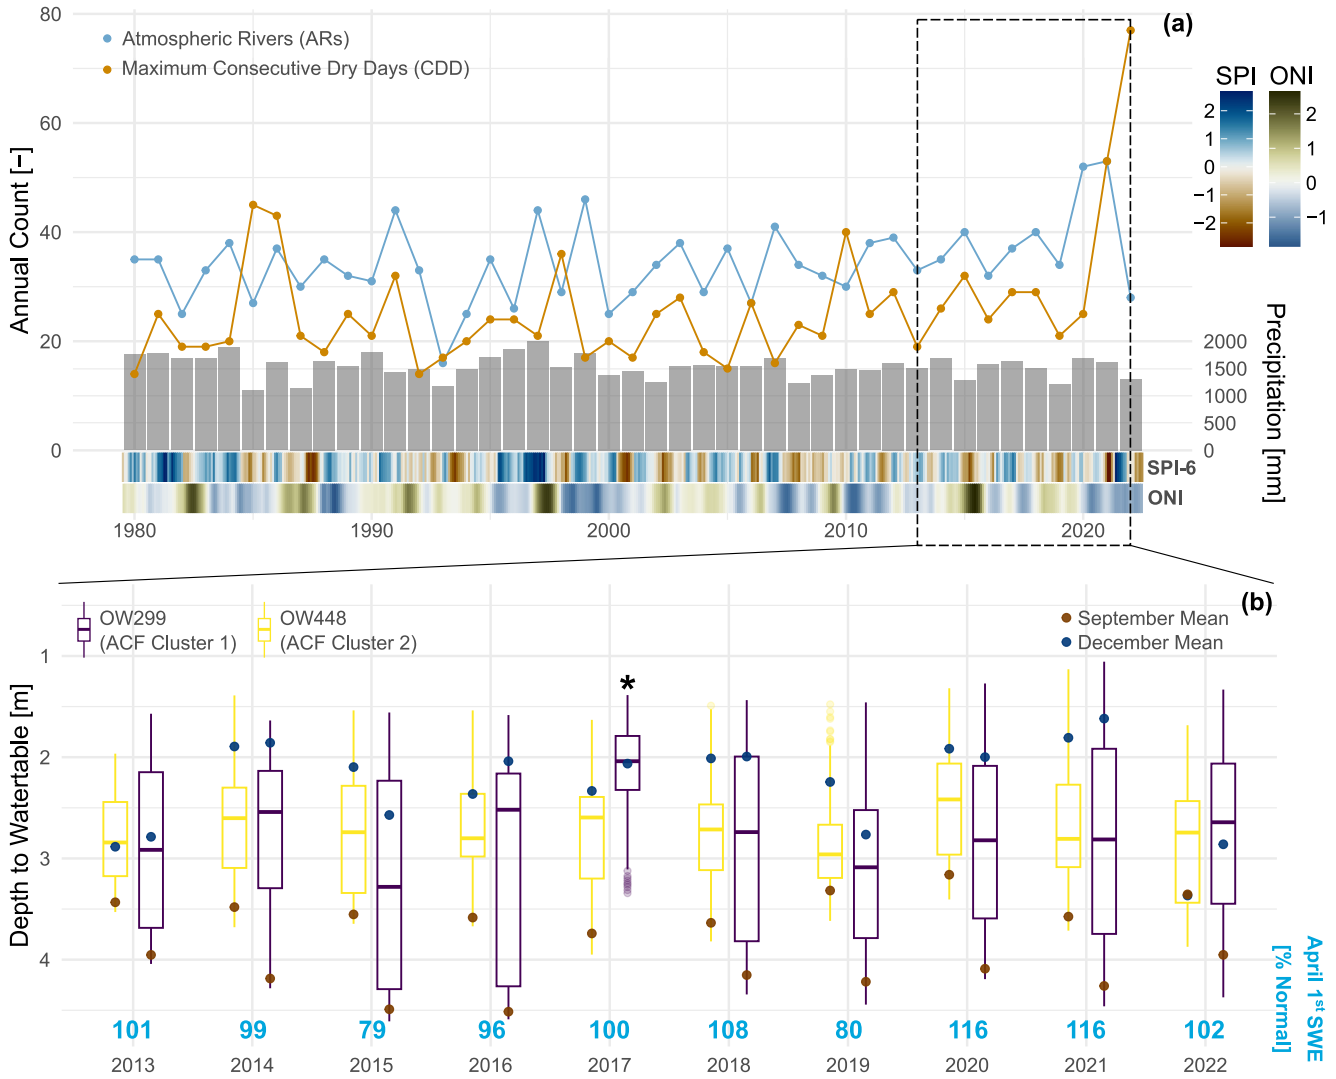 (a)
Atmospheric Rivers (ARs)
Maximum Consecutive Dry Days (CDD)
80
60
40
20
0
Annual Count [−]
SPI ONI
2
1
0
−1
−2
2
1
0
−1
2000
1500
1000
500
0
Precipitation [mm]
SPI-6
ONI
1980 1990 2000 2010 2020
(b)
OW299
(ACF Cluster 1)
OW448
(ACF Cluster 2)
September Mean
December Mean
*
1
2
3
4
Depth to Watertable [m]
April 1st SWE
[% Normal]
101 99 79 96 100 108 80 116 116 102
2013 2014 2015 2016 2017 2018 2019 2020 2021 2022